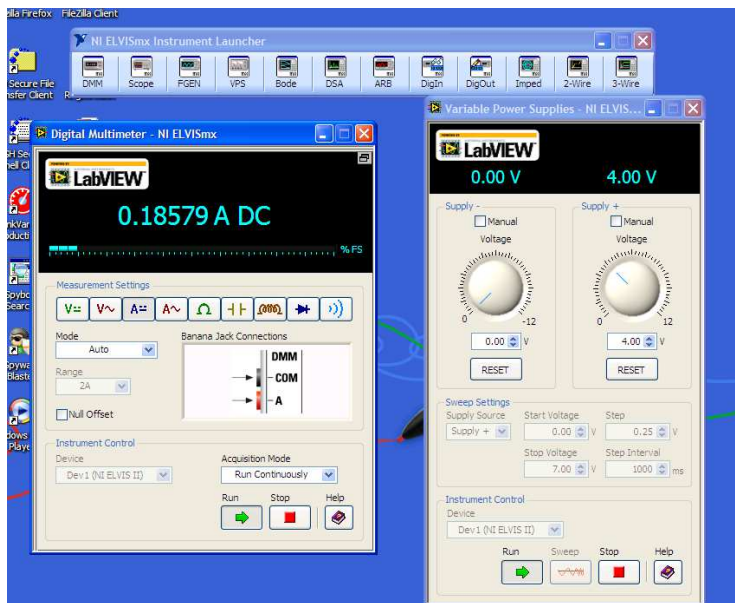 Firefox FileZilla Client
NI ELVISmx Instrument Launcher
DMM Scope FGEN VPS Bode DSA ARB DigIn DigOut Imped 2-Wire 3-Wire
Secure File
Client
Digital Multimeter - NI ELVISmx
LabVIEW
0.18579 A DC
% FS
Measurement Settings
V= V~ A= A~ Ω
Mode
Auto
Banana Jack Connections
DMM
COM
A
Range
2A
Null Offset
Instrument Control
Device
Dev1 (NI ELVIS II)
Acquisition Mode
Run Continuously
Run Stop Help
Variable Power Supplies - NI ELVIS...
LabVIEW
0.00 V 4.00 V
Supply - Supply +
Manual Manual
Voltage Voltage
0 -12 0 12
0.00 V 4.00 V
RESET RESET
Sweep Settings
Supply Source Start Voltage Step
Supply + 0.00 V 0.25 V
Stop Voltage Step Interval
7.00 V 1000 ms
Instrument Control
Device
Dev1 (NI ELVIS II)
Run Sweep Stop Help